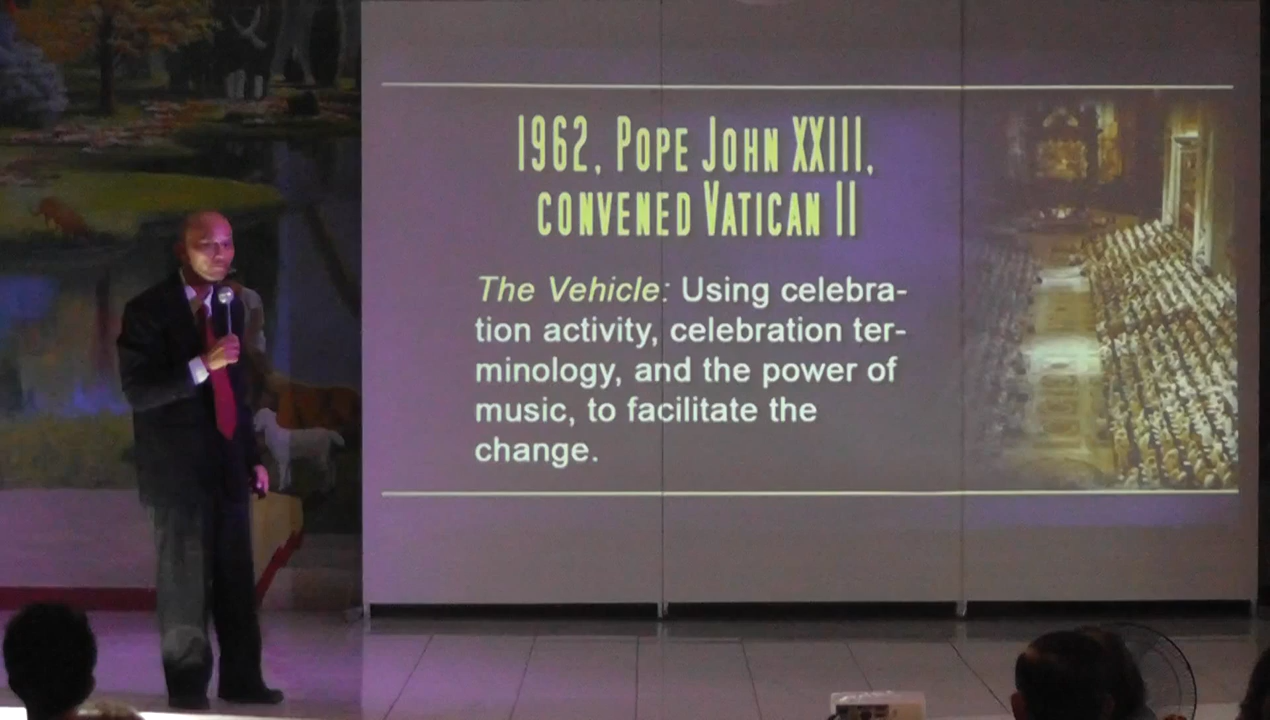 1962, POPE JOHN XXIII,
CONVENED VATICAN II
The Vehicle: Using celebra-
tion activity, celebration ter-
minology, and the power of
music, to facilitate the
change.